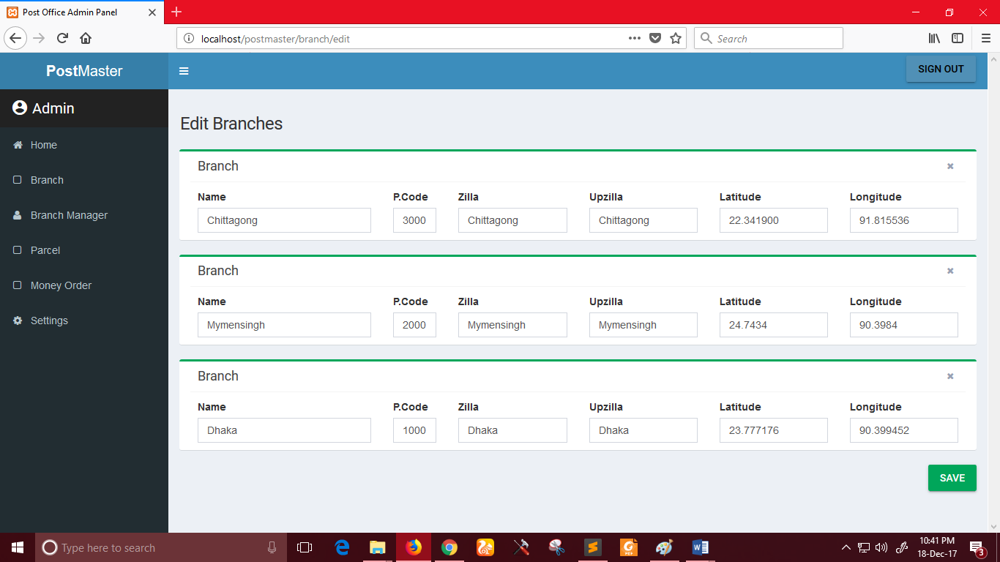 Post Office Admin Panel
localhost/postmaster/branch/edit
Search
PostMaster
SIGN OUT
Admin
Home
Branch
Branch Manager
Parcel
Money Order
Settings
Edit Branches
Branch
Name P.Code Zilla Upzilla Latitude Longitude
Chittagong 3000 Chittagong Chittagong 22.341900 91.815536
Branch
Name P.Code Zilla Upzilla Latitude Longitude
Mymensingh 2000 Mymensingh Mymensingh 24.7434 90.3984
Branch
Name P.Code Zilla Upzilla Latitude Longitude
Dhaka 1000 Dhaka Dhaka 23.777176 90.399452
SAVE
Type here to search
10:41 PM
18-Dec-17
3